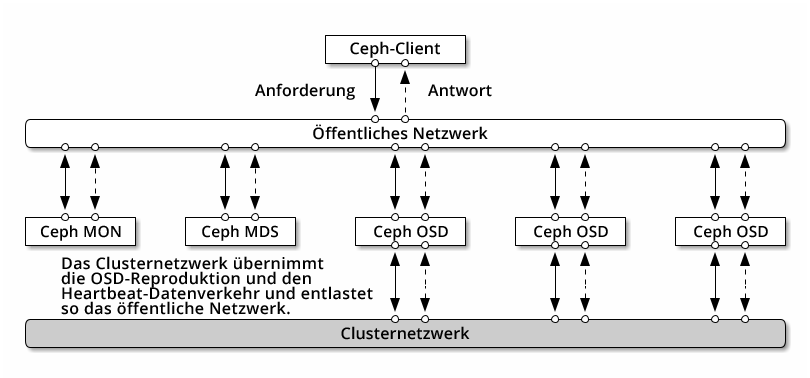 Ceph-Client
Anforderung
Antwort
Öffentliches Netzwerk
Ceph MON
Ceph MDS
Ceph OSD
Ceph OSD
Ceph OSD
Das Clusternetzwerk übernimmt
die OSD-Reproduktion und den
Heartbeat-Datenverkehr und entlastet
so das öffentliche Netzwerk.
Clusternetzwerk